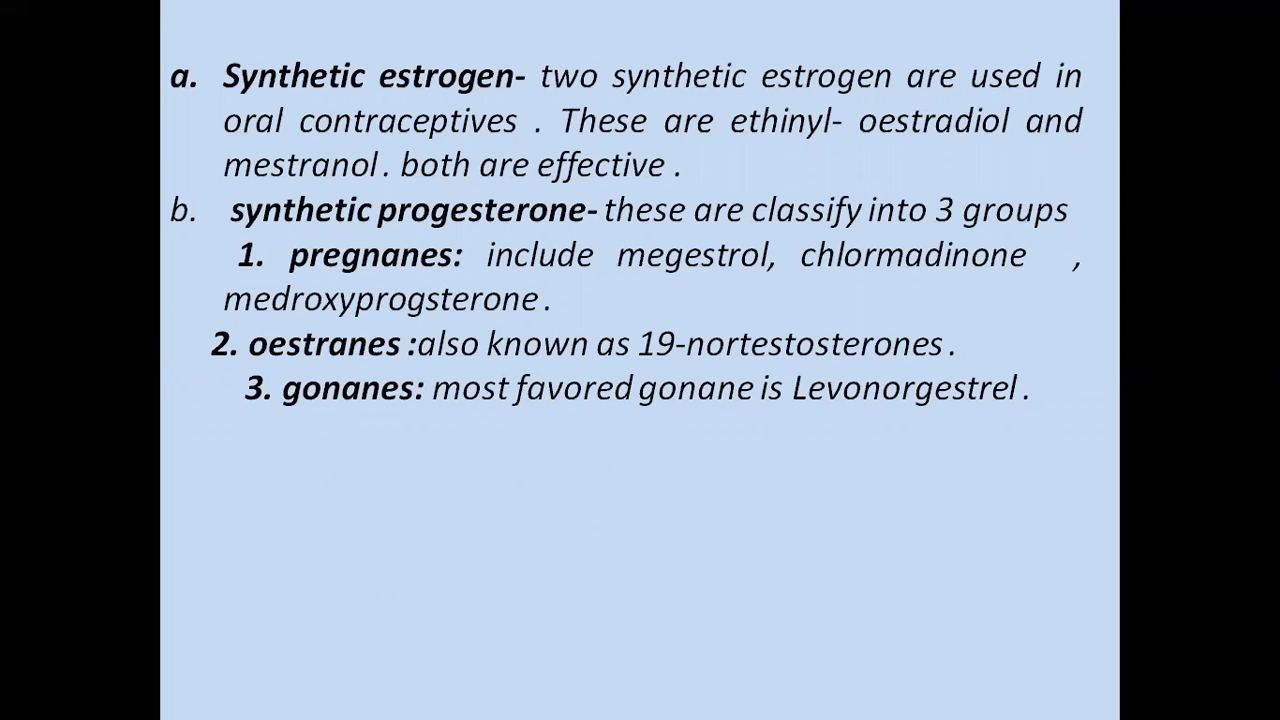 a. Synthetic estrogen- two synthetic estrogen are used in
oral contraceptives . These are ethinyl- oestradiol and
mestranol . both are effective .
b. synthetic progesterone- these are classify into 3 groups
1. pregnanes: include megestrol, chlormadinone ,
medroxyprogsterone .
2. oestranes :also known as 19-nortestosterones .
3. gonanes: most favored gonane is Levonorgestrel .